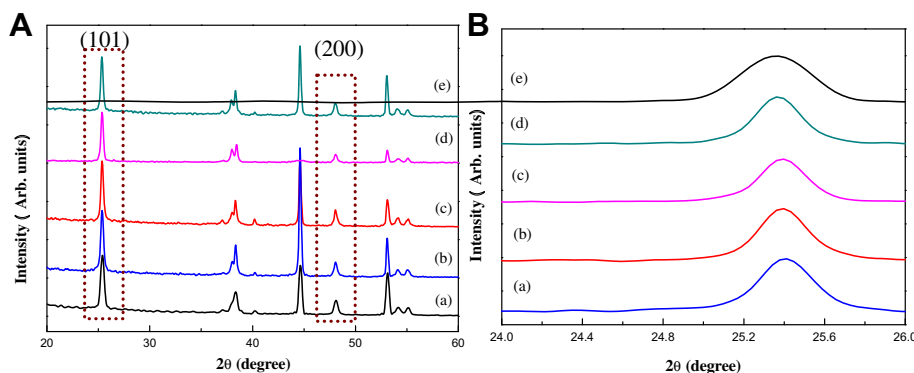 A
(101)
(200)
(e)
(d)
(c)
(b)
(a)
Intensity ( Arb. units)
20 30 40 50 60
2θ (degree)
B
(e)
(d)
(c)
(b)
(a)
Intensity ( Arb. units)
24.0 24.4 24.8 25.2 25.6 26.0
2θ (degree)